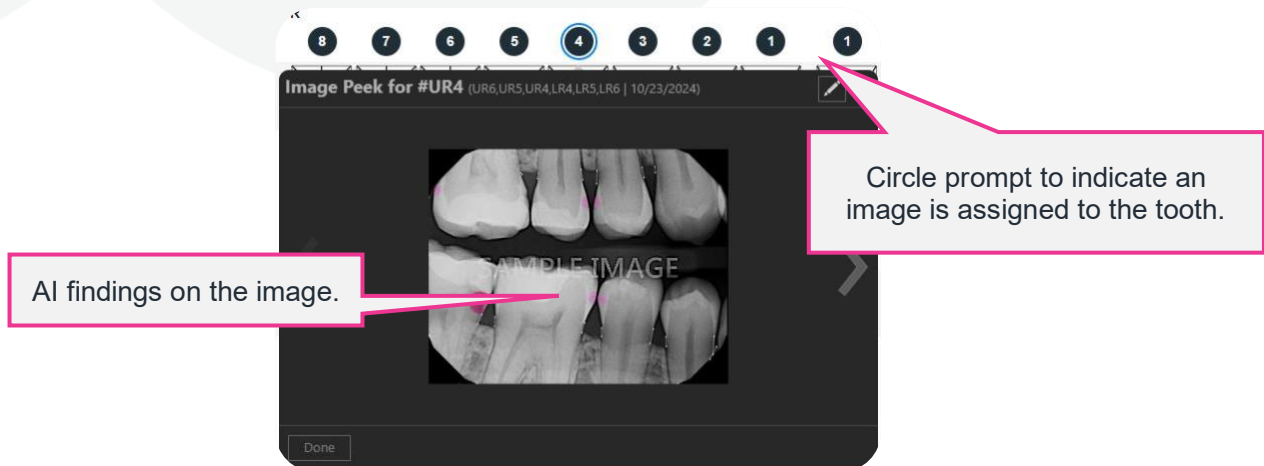 8 7 6 5 4 3 2 1 1
Image Peek for #UR4 (UR6,UR5,UR4,LR4,LR5,LR6 | 10/23/2024)
Circle prompt to indicate an
image is assigned to the tooth.
SAMPLE IMAGE
AI findings on the image.
Done